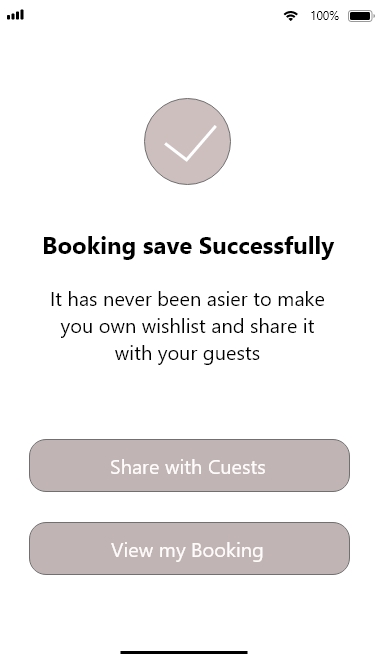 100%
Booking save Successfully
It has never been asier to make
you own wishlist and share it
with your guests
Share with Cuests
View my Booking